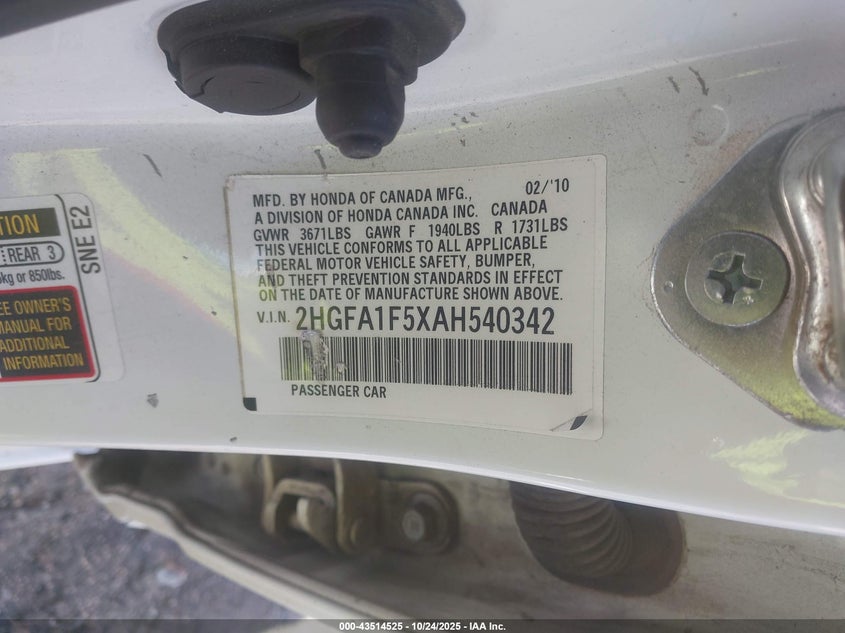 TION
REAR 3
kg or 850lbs.
SNE E2
EE OWNER'S
MANUAL FOR
ADDITIONAL
INFORMATION
MFD. BY HONDA OF CANADA MFG., 02/'10
A DIVISION OF HONDA CANADA INC. CANADA
GVWR 3671LBS GAWR F 1940LBS R 1731LBS
THIS VEHICLE CONFORMS TO ALL APPLICABLE
FEDERAL MOTOR VEHICLE SAFETY, BUMPER,
AND THEFT PREVENTION STANDARDS IN EFFECT
ON THE DATE OF MANUFACTURE SHOWN ABOVE.
V.I.N. 2HGFA1F5XAH540342
PASSENGER CAR
000-43514525 - 10/24/2025 - IAA Inc.